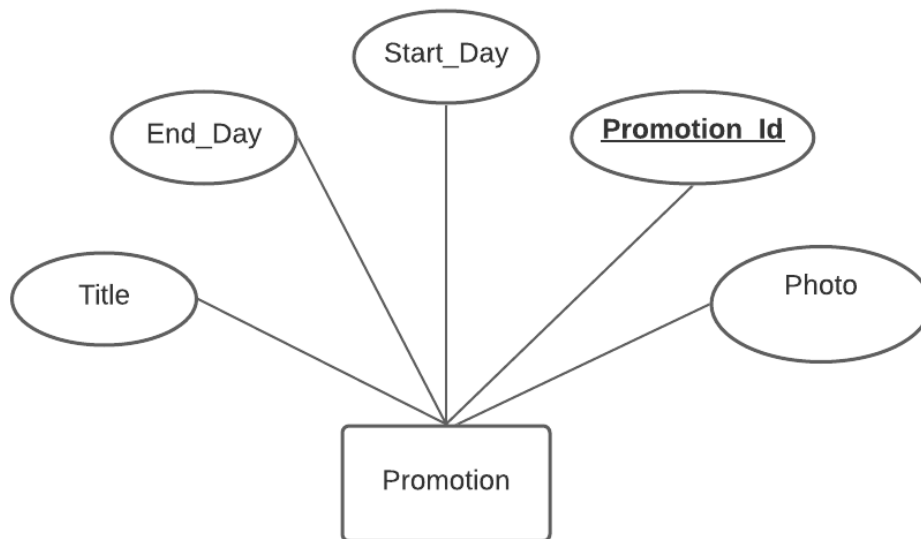 Start_Day
End_Day
Promotion_Id
Title
Photo
Promotion